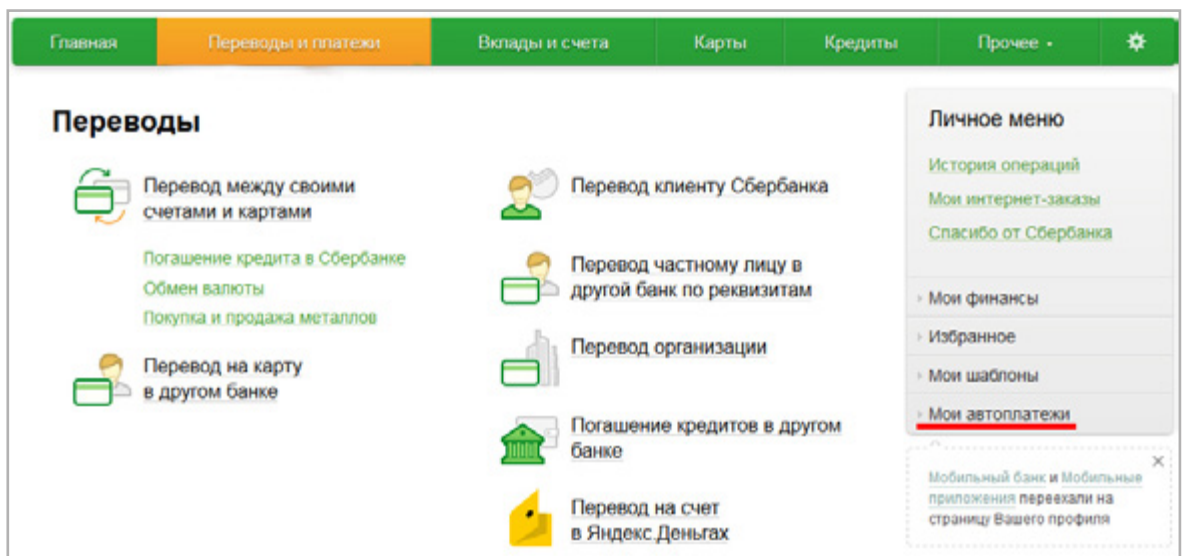 Главная Переводы и платежи Вклады и счета Карты Кредиты Прочее
Переводы
Перевод между своими
счетами и картами
Погашение кредита в Сбербанке
Обмен валюты
Покупка и продажа металлов
Перевод на карту
в другом банке
Перевод клиенту Сбербанка
Перевод частному лицу в
другой банк по реквизитам
Перевод организации
Погашение кредитов в другом
банке
Перевод на счет
в Яндекс.Деньгах
Личное меню
История операций
Мои интернет-заказы
Спасибо от Сбербанка
Мои финансы
Избранное
Мои шаблоны
Мои автоплатежи
Мобильный банк и Мобильные
приложения переехали на
страницу Вашего профиля